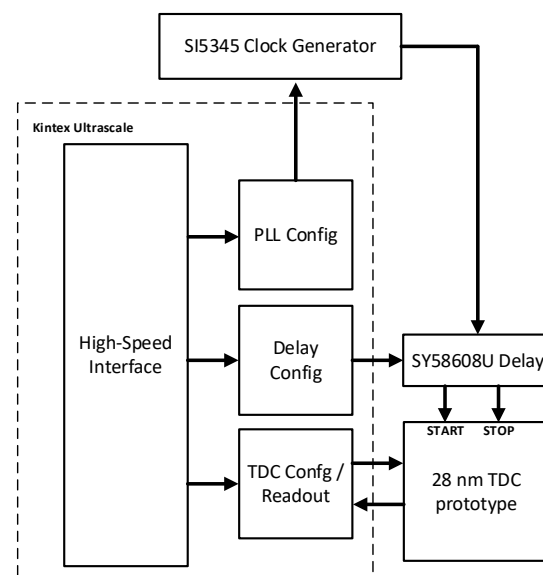 SI5345 Clock Generator
Kintex Ultrascale
PLL Config
High-Speed
Interface
Delay
Config
SY58608U Delay
START STOP
TDC Confg /
Readout
28 nm TDC
prototype